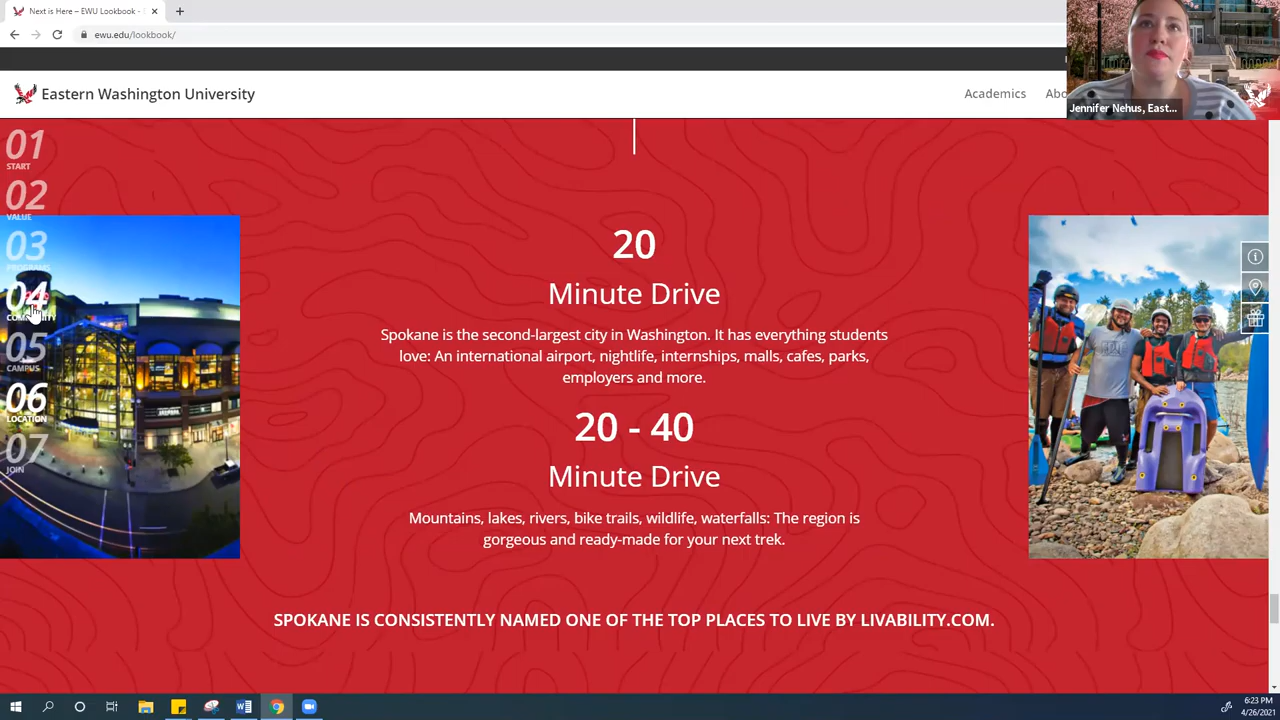 Next is Here – EWU Lookbook -
ewu.edu/lookbook/
Eastern Washington University
Academics
Abo
Jennifer Nehus, East...
01
START
02
VALUE
03
PROGRAMS
04
COMMUNITY
05
CAMPUS
06
LOCATION
07
JOIN
20
Minute Drive
Spokane is the second-largest city in Washington. It has everything students
love: An international airport, nightlife, internships, malls, cafes, parks,
employers and more.
20 - 40
Minute Drive
Mountains, lakes, rivers, bike trails, wildlife, waterfalls: The region is
gorgeous and ready-made for your next trek.
SPOKANE IS CONSISTENTLY NAMED ONE OF THE TOP PLACES TO LIVE BY LIVABILITY.COM.
6:23 PM
4/26/2021